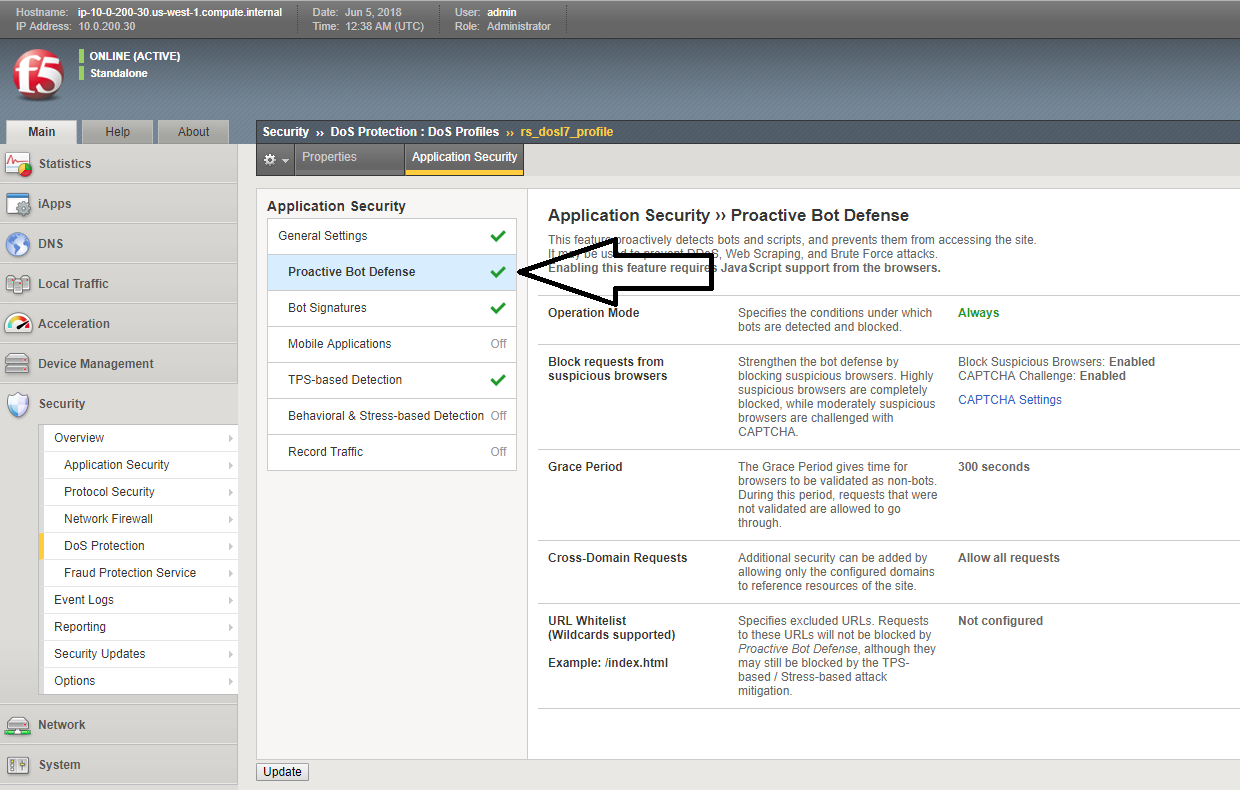 Hostname: ip-10-0-200-30.us-west-1.compute.internal Date: Jun 5, 2018 User: admin
IP Address: 10.0.200.30 Time: 12:38 AM (UTC) Role: Administrator
f5
ONLINE (ACTIVE)
Standalone
Main Help About
Security ›› DoS Protection : DoS Profiles ›› rs_dosl7_profile
Properties Application Security
Statistics
iApps
DNS
Local Traffic
Acceleration
Device Management
Security
Overview
Application Security
Protocol Security
Network Firewall
DoS Protection
Fraud Protection Service
Event Logs
Reporting
Security Updates
Options
Network
System
Application Security
General Settings
Proactive Bot Defense
Bot Signatures
Mobile Applications Off
TPS-based Detection
Behavioral & Stress-based Detection Off
Record Traffic Off
Application Security ›› Proactive Bot Defense
This feature proactively detects bots and scripts, and prevents them from accessing the site.
It may be used to prevent DDoS, Web Scraping, and Brute Force attacks.
Enabling this feature requires JavaScript support from the browsers.
Operation Mode
Specifies the conditions under which
bots are detected and blocked.
Always
Block requests from
suspicious browsers
Strengthen the bot defense by
blocking suspicious browsers. Highly
suspicious browsers are completely
blocked, while moderately suspicious
browsers are challenged with
CAPTCHA.
Block Suspicious Browsers: Enabled
CAPTCHA Challenge: Enabled
CAPTCHA Settings
Grace Period
The Grace Period gives time for
browsers to be validated as non-bots.
During this period, requests that were
not validated are allowed to go
through.
300 seconds
Cross-Domain Requests
Additional security can be added by
allowing only the configured domains
to reference resources of the site.
Allow all requests
URL Whitelist
(Wildcards supported)
Example: /index.html
Specifies excluded URLs. Requests
to these URLs will not be blocked by
Proactive Bot Defense, although they
may still be blocked by the TPS-
based / Stress-based attack
mitigation.
Not configured
Update